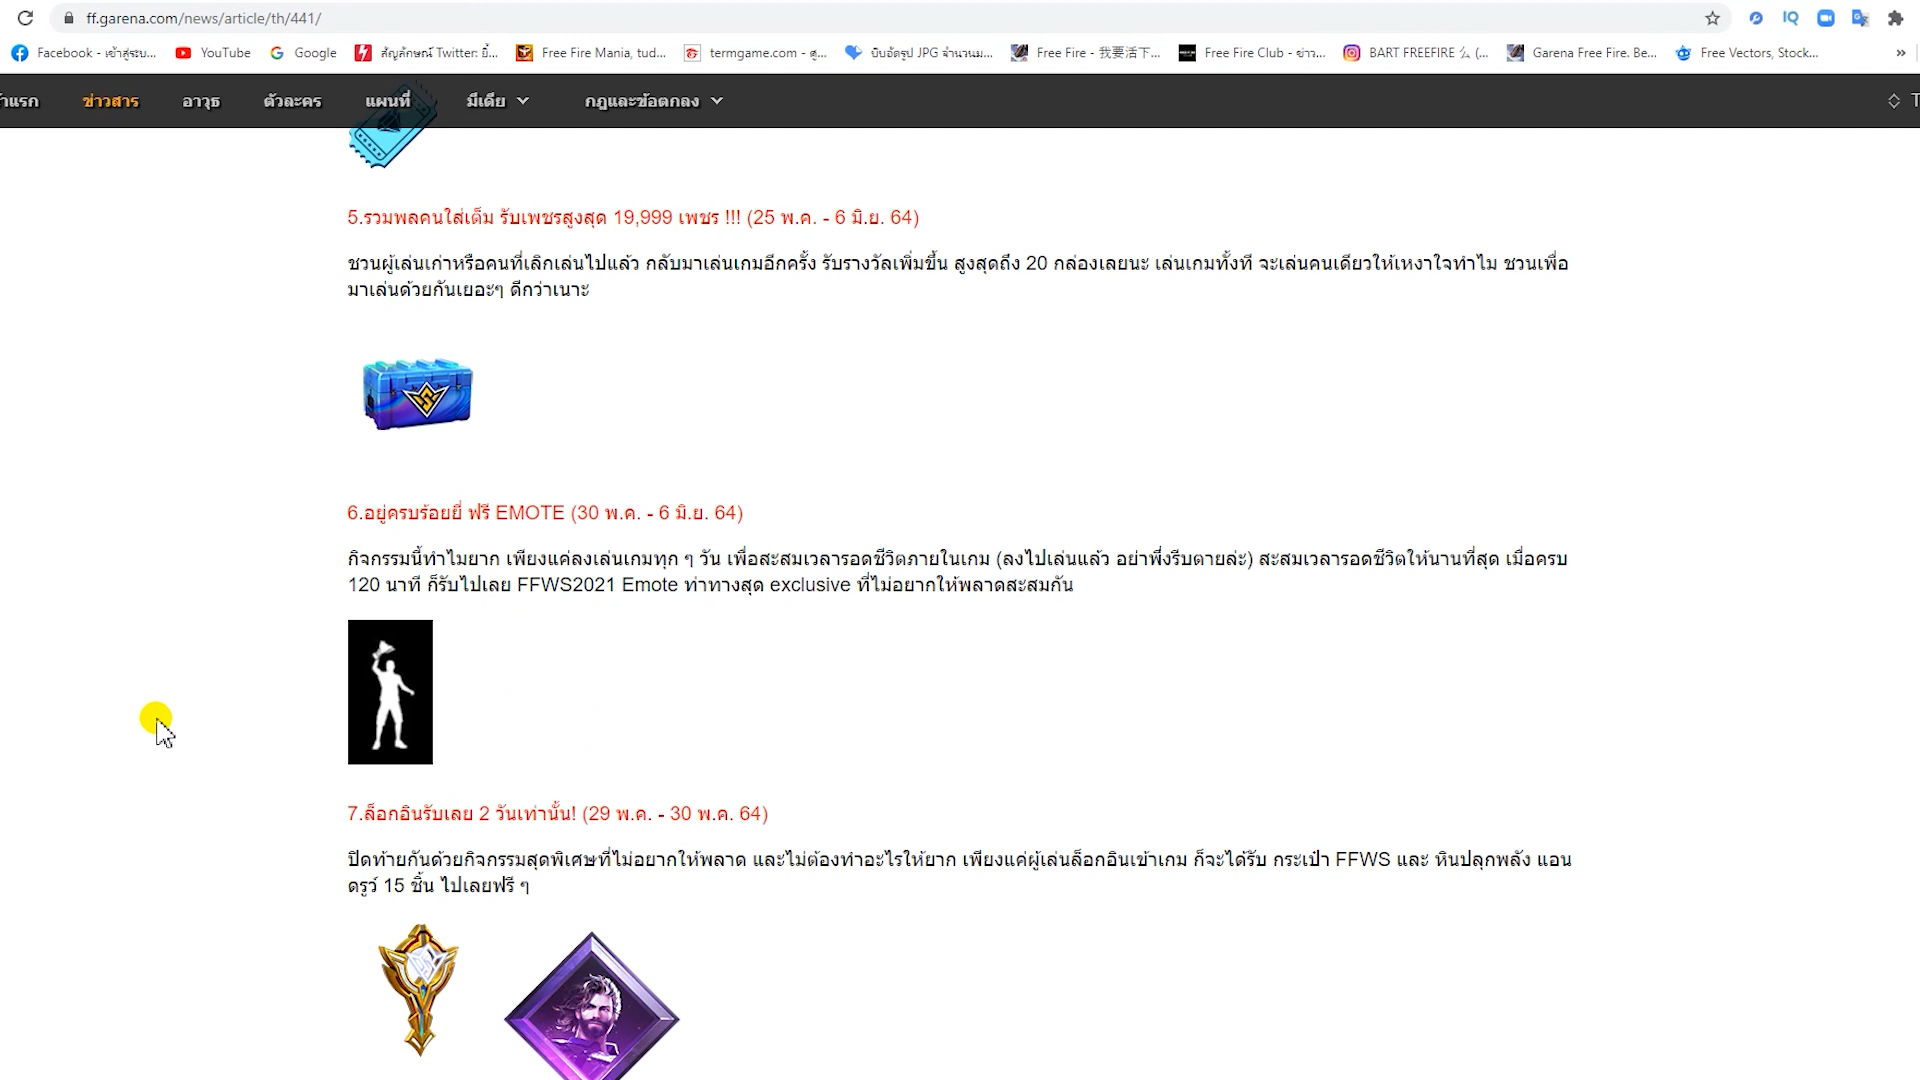 ff.garena.com/news/article/th/441/
Facebook - เข้าสู่ระบ... YouTube Google สัญลักษณ์ Twitter: ยิ้... Free Fire Mania, tud... termgame.com - ศู... บีบอัดรูป JPG จำนวนม... Free Fire - 我要活下... Free Fire Club - ข่าว... BART FREEFIRE 么 (... Garena Free Fire. Be... Free Vectors, Stock... »
าแรก ข่าวสาร อาวุธ ตัวละคร แผนที่ มีเดีย กฎและข้อตกลง T
5.รวมพลคนใส่เต็ม รับเพชรสูงสุด 19,999 เพชร !!! (25 พ.ค. - 6 มิ.ย. 64)
ชวนผู้เล่นเก่าหรือคนที่เลิกเล่นไปแล้ว กลับมาเล่นเกมอีกครั้ง รับรางวัลเพิ่มขึ้น สูงสุดถึง 20 กล่องเลยนะ เล่นเกมทั้งที จะเล่นคนเดียวให้เหงาใจทำไม ชวนเพื่อ
มาเล่นด้วยกันเยอะๆ ดีกว่าเนาะ
6.อยู่ครบร้อยยี่ ฟรี EMOTE (30 พ.ค. - 6 มิ.ย. 64)
กิจกรรมนี้ทำไมยาก เพียงแค่ลงเล่นเกมทุก ๆ วัน เพื่อสะสมเวลารอดชีวิตภายในเกม (ลงไปเล่นแล้ว อย่าพึ่งรีบตายล่ะ) สะสมเวลารอดชีวิตให้นานที่สุด เมื่อครบ
120 นาที ก็รับไปเลย FFWS2021 Emote ท่าทางสุด exclusive ที่ไม่อยากให้พลาดสะสมกัน
7.ล็อกอินรับเลย 2 วันเท่านั้น! (29 พ.ค. - 30 พ.ค. 64)
ปิดท้ายกันด้วยกิจกรรมสุดพิเศษที่ไม่อยากให้พลาด และไม่ต้องทำอะไรให้ยาก เพียงแค่ผู้เล่นล็อกอินเข้าเกม ก็จะได้รับ กระเป๋า FFWS และ หินปลุกพลัง แอน
ดรูว์ 15 ชิ้น ไปเลยฟรี ๆ